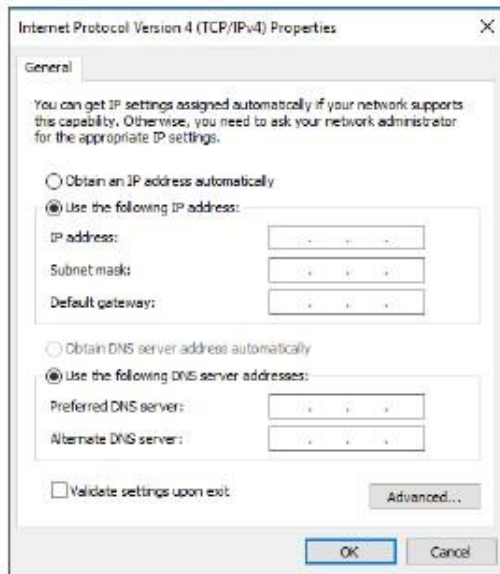 Internet Protocol Version 4 (TCP/IPv4) Properties
General
You can get IP settings assigned automatically if your network supports
this capability. Otherwise, you need to ask your network administrator
for the appropriate IP settings.
Obtain an IP address automatically
Use the following IP address:
IP address:
Subnet mask:
Default gateway:
Obtain DNS server address automatically
Use the following DNS server addresses:
Preferred DNS server:
Alternate DNS server:
Validate settings upon exit
Advanced...
OK Cancel